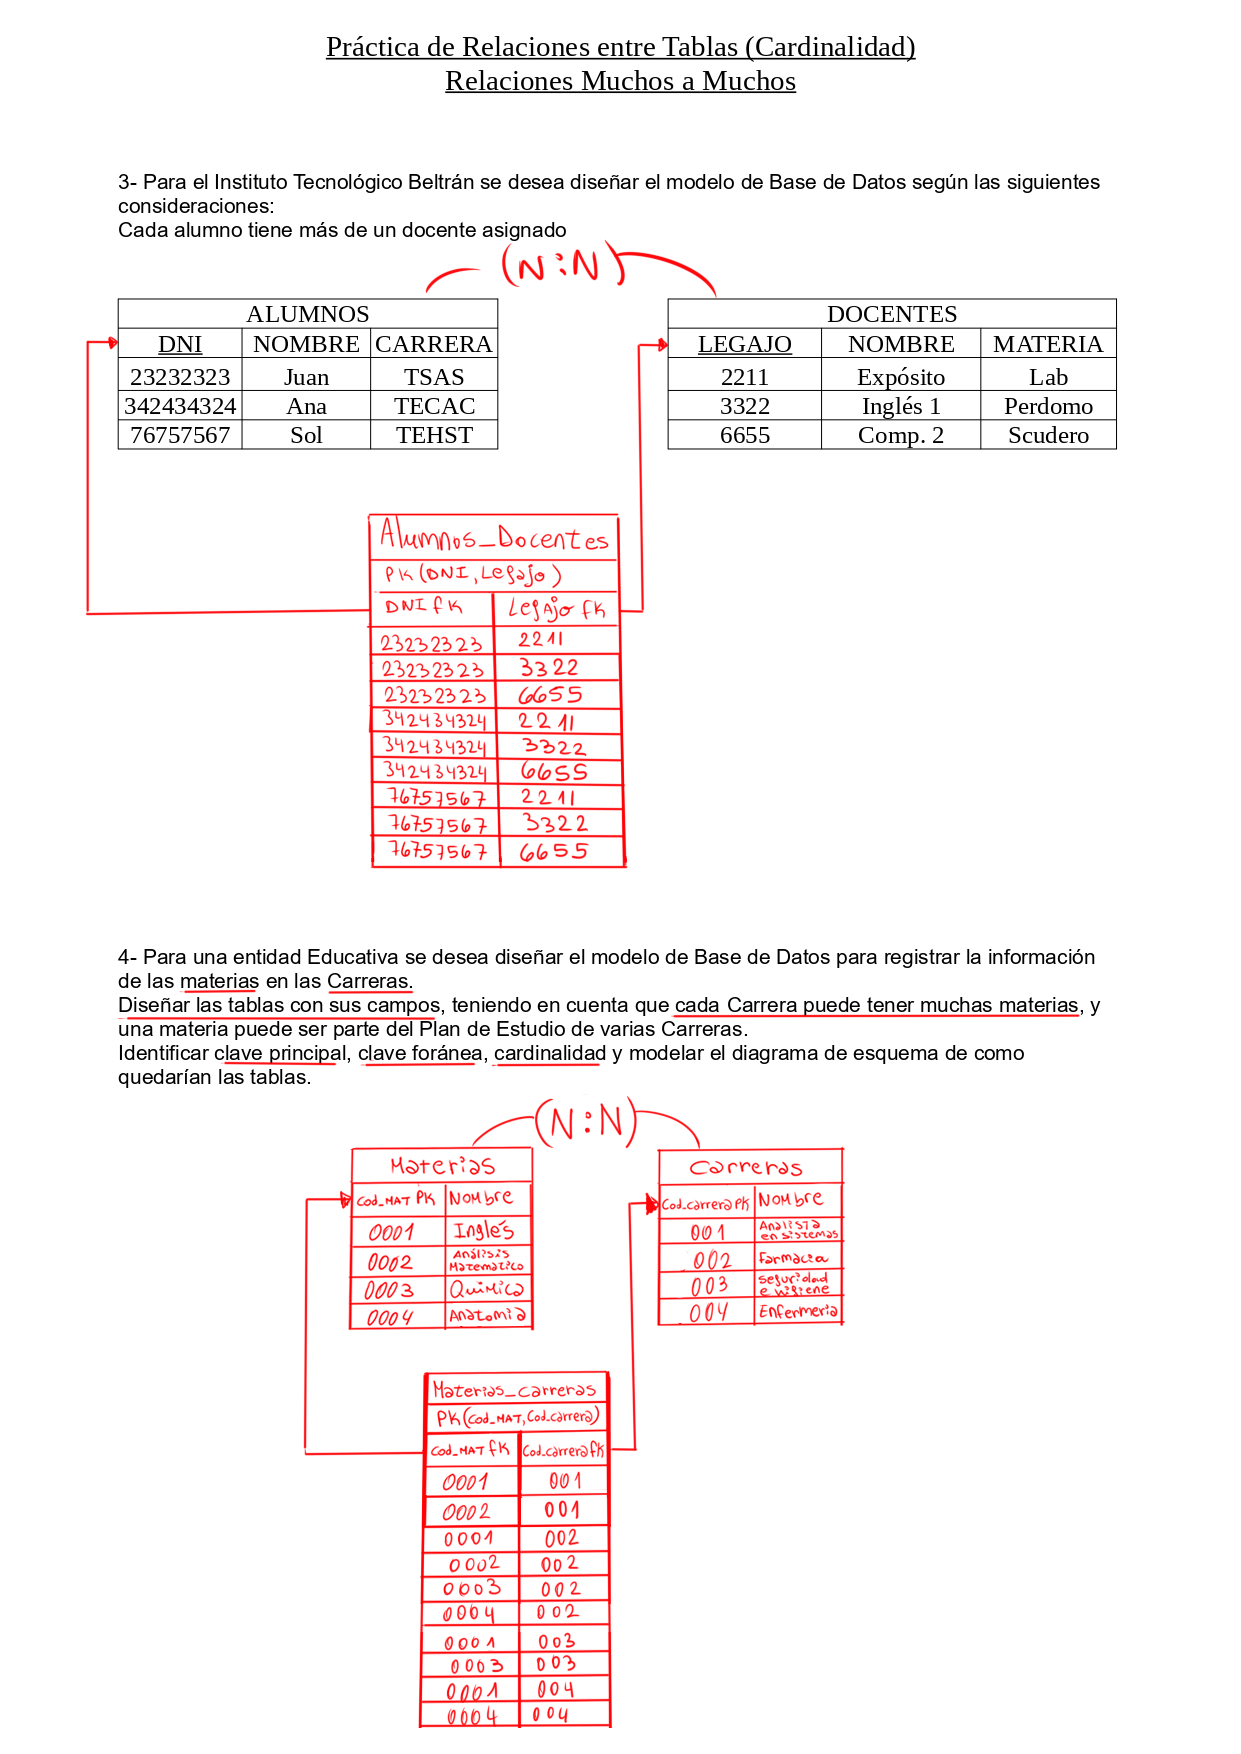 Práctica de Relaciones entre Tablas (Cardinalidad)
Relaciones Muchos a Muchos
3- Para el Instituto Tecnológico Beltrán se desea diseñar el modelo de Base de Datos según las siguientes
consideraciones:
Cada alumno tiene más de un docente asignado
(N:N)
ALUMNOS
DNI NOMBRE CARRERA
23232323 Juan TSAS
342434324 Ana TECAC
76757567 Sol TEHST
DOCENTES
LEGAJO NOMBRE MATERIA
2211 Expósito Lab
3322 Inglés 1 Perdomo
6655 Comp. 2 Scudero
Alumnos_Docentes
PK(DNI,Legajo)
DNI fK Legajo fK
23232323 2211
23232323 3322
23232323 6655
342434324 2211
342434324 3322
342434324 6655
76757567 2211
76757567 3322
76757567 6655
4- Para una entidad Educativa se desea diseñar el modelo de Base de Datos para registrar la información
de las materias en las Carreras.
Diseñar las tablas con sus campos, teniendo en cuenta que cada Carrera puede tener muchas materias, y
una materia puede ser parte del Plan de Estudio de varias Carreras.
Identificar clave principal, clave foránea, cardinalidad y modelar el diagrama de esquema de como
quedarían las tablas.
(N:N)
Materias
Cod_MAT PK NOMbre
0001 Inglés
0002 Análisis Matematico
0003 QuiMica
0004 Anatomia
Carreras
Cod_carrera PK NOMbre
001 Analista en sistemas
002 Farmacia
003 seguridad e higiene
004 Enfermeria
Materias_carreras
PK(Cod_MAT, Cod_carrera)
Cod_MAT fK Cod_carrera fK
0001 001
0002 001
0001 002
0002 002
0003 002
0004 002
0001 003
0003 003
0001 004
0004 004